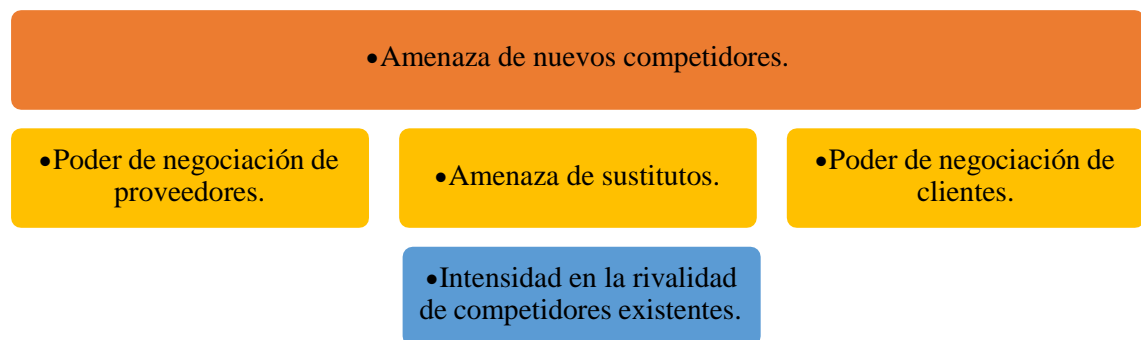 •Amenaza de nuevos competidores.
•Poder de negociación de
proveedores.
•Amenaza de sustitutos.
•Poder de negociación de
clientes.
•Intensidad en la rivalidad
de competidores existentes.